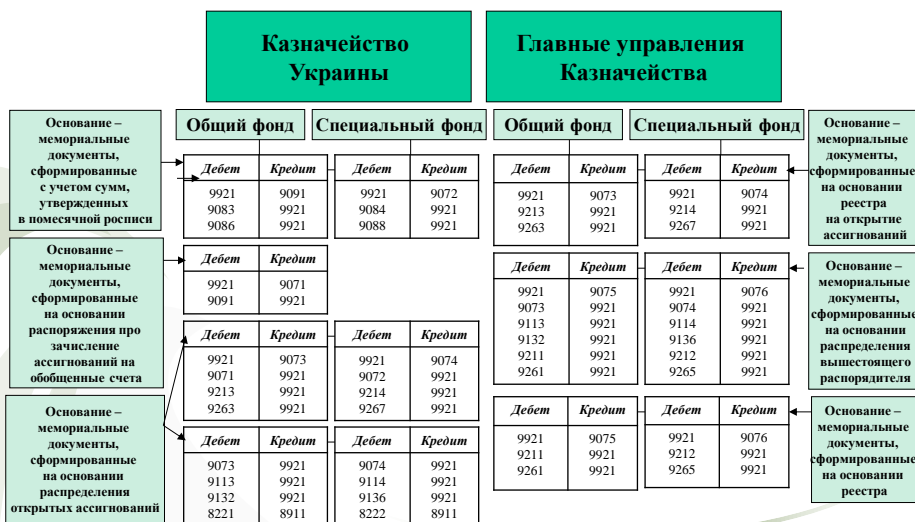 Казначейство
Украины
Главные управления
Казначейства
Основание –
мемориальные
документы,
сформированные
с учетом сумм,
утвержденных
в помесячной росписи
Общий фонд
Специальный фонд
Дебет Кредит
9921 9091
9083 9921
9086 9921
Дебет Кредит
9921 9072
9084 9921
9088 9921
Основание –
мемориальные
документы,
сформированные
на основании
распоряжения про
зачисление
ассигнований на
обобщенные счета
Дебет Кредит
9921 9071
9091 9921
Основание –
мемориальные
документы,
сформированные
на основании
распределения
открытых ассигнований
Дебет Кредит
9921 9073
9071 9921
9213 9921
9263 9921
Дебет Кредит
9921 9074
9072 9921
9214 9921
9267 9921
Дебет Кредит
9073 9921
9113 9921
9132 9921
8221 8911
Дебет Кредит
9074 9921
9114 9921
9136 9921
8222 8911
Общий фонд
Специальный фонд
Дебет Кредит
9921 9073
9213 9921
9263 9921
Дебет Кредит
9921 9074
9214 9921
9267 9921
Основание –
мемориальные
документы,
сформированные
на основании
реестра
на открытие
ассигнований
Дебет Кредит
9921 9075
9073 9921
9113 9921
9132 9921
9211 9921
9261 9921
Дебет Кредит
9921 9076
9074 9921
9114 9921
9136 9921
9212 9921
9265 9921
Основание –
мемориальные
документы,
сформированные
на основании
распределения
вышестоящего
распорядителя
Дебет Кредит
9921 9075
9211 9921
9261 9921
Дебет Кредит
9921 9076
9212 9921
9265 9921
Основание –
мемориальные
документы,
сформированные
на основании
реестра